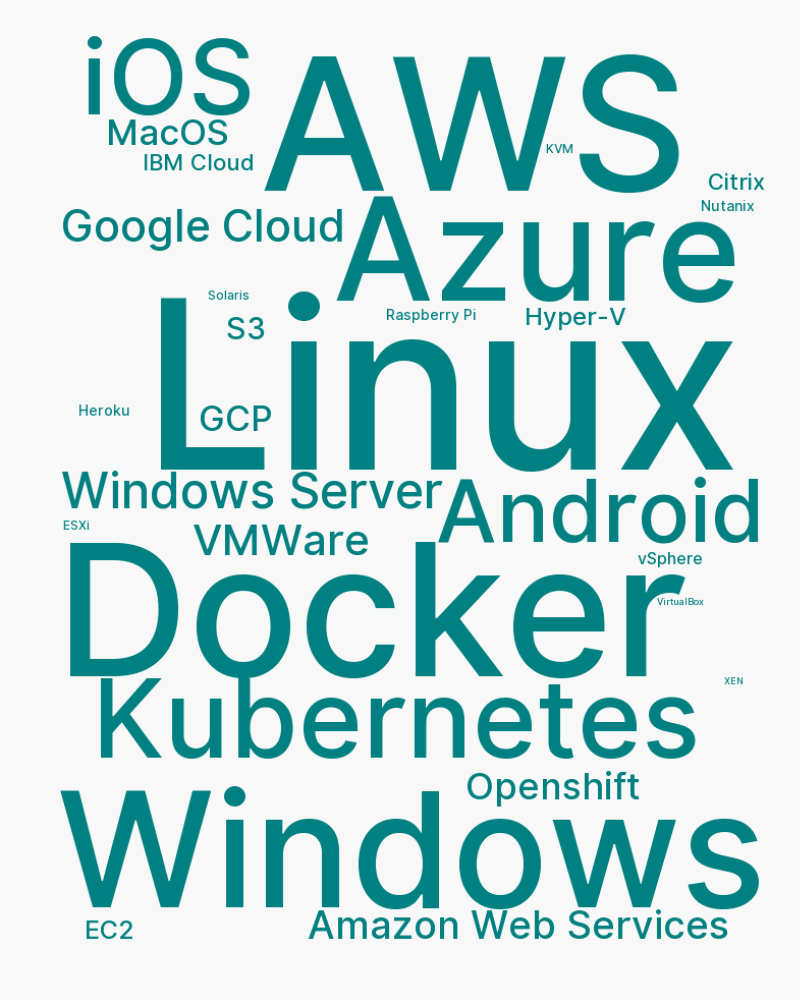 iOS
AWS
MacOS
KVM
IBM Cloud
Citrix
Nutanix
Google Cloud
Azure
Solaris
Raspberry Pi
Hyper-V
S3
Linux
Heroku
GCP
Windows Server
Android
ESXi
VMWare
vSphere
Docker
VirtualBox
XEN
Kubernetes
Openshift
Windows
EC2
Amazon Web Services